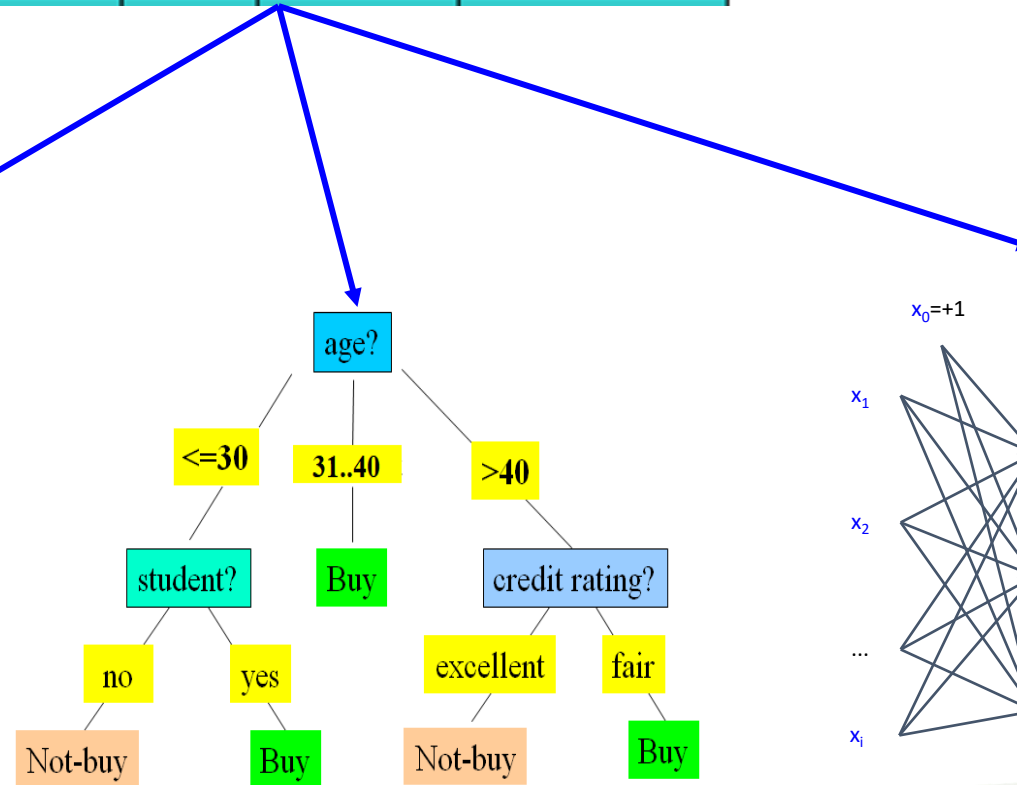 x₀=+1
age?
x₁
<=30
31..40
>40
x₂
student?
Buy
credit rating?
no
yes
excellent
fair
...
xᵢ
Not-buy
Buy
Not-buy
Buy